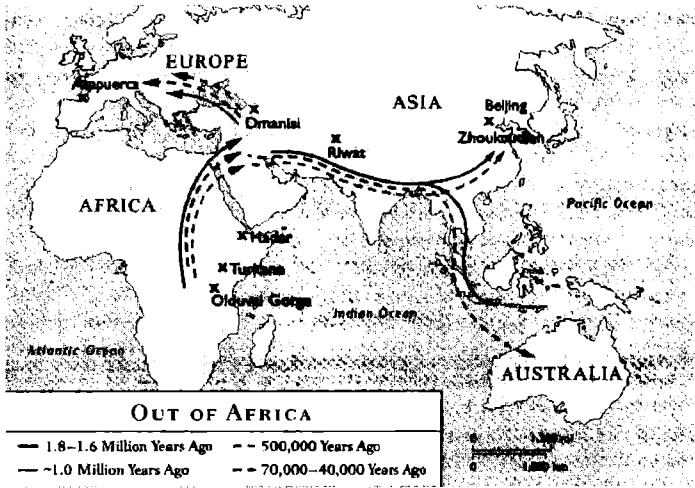 EUROPE
Atapuerca
ASIA
Dmanisi
Beijing
Zhoukoudian
Riwat
AFRICA
Pacific Ocean
Hadar
Turkana
Olduvai Gorge
Indian Ocean
Atlantic Ocean
AUSTRALIA
OUT OF AFRICA
1.8–1.6 Million Years Ago
500,000 Years Ago
~1.0 Million Years Ago
70,000–40,000 Years Ago
0
0